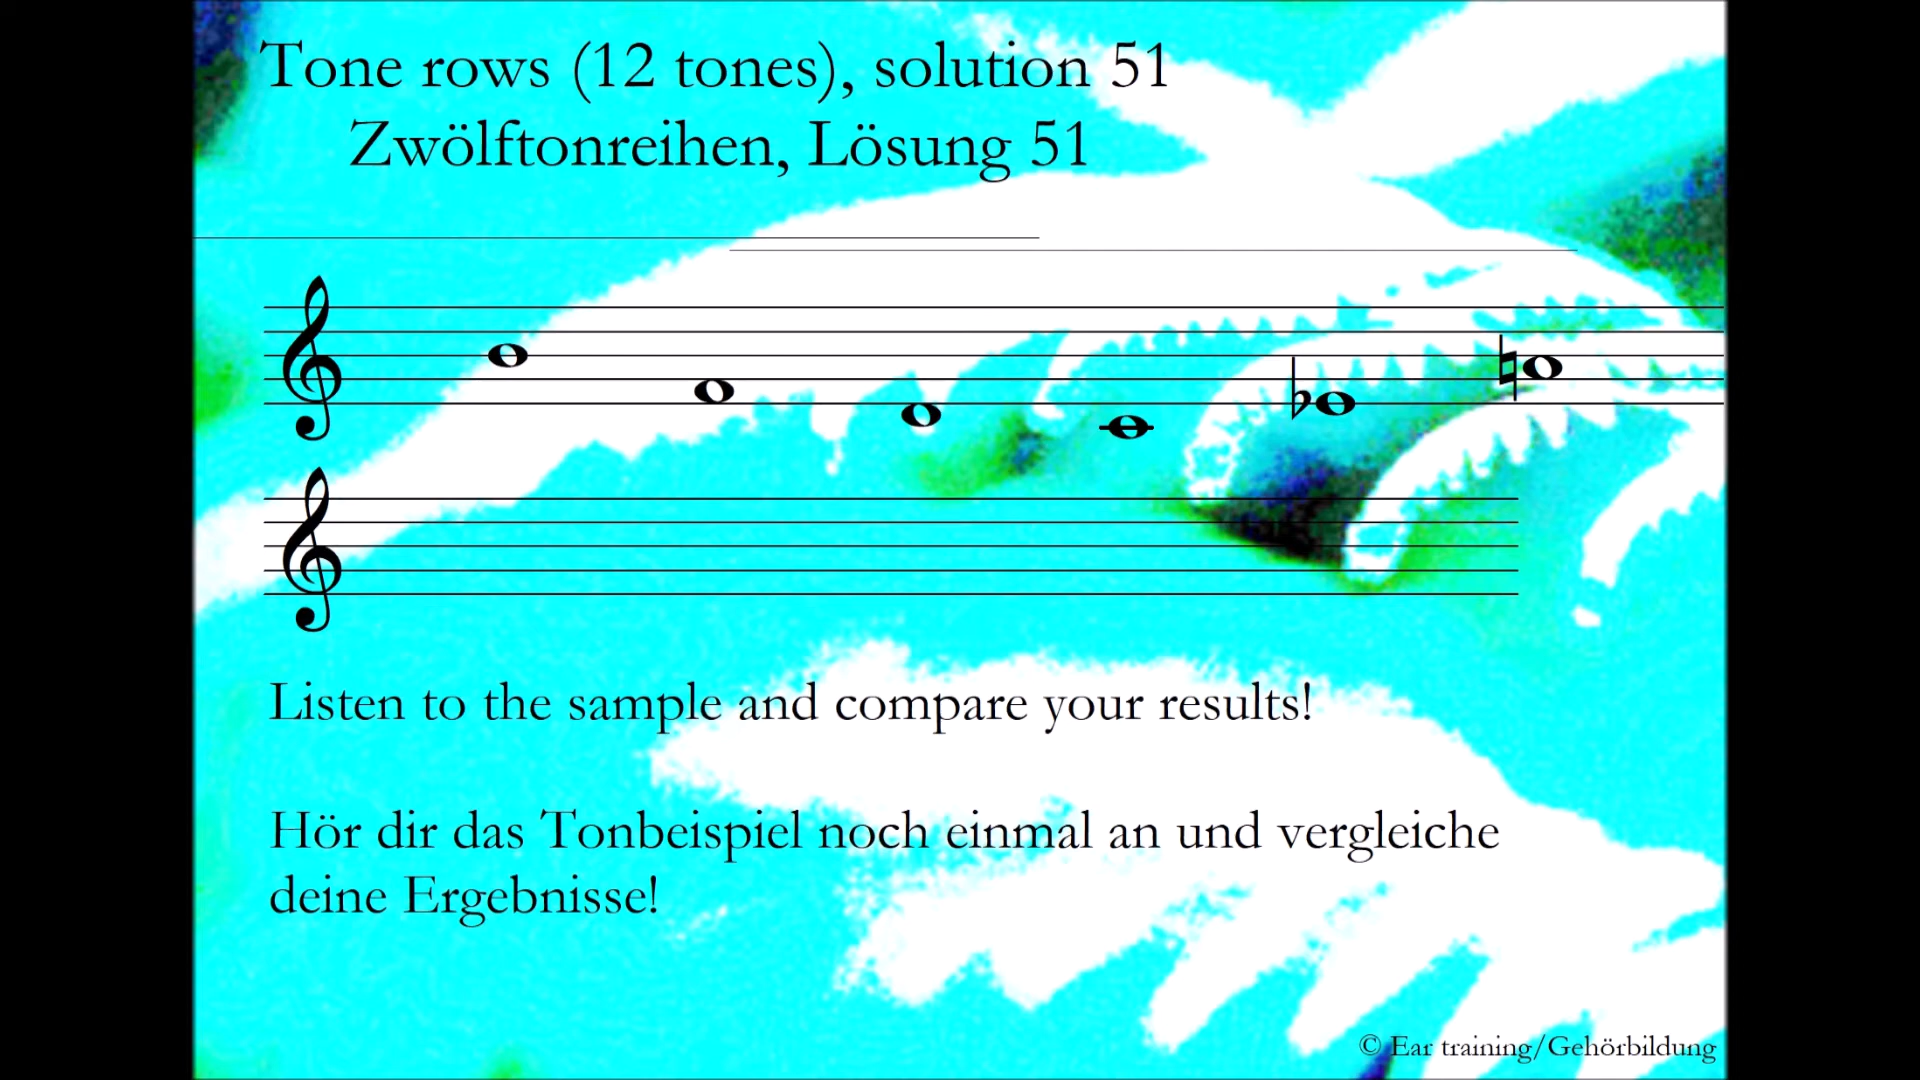 Tone rows (12 tones), solution 51
Zwölftonreihen, Lösung 51
Listen to the sample and compare your results!
Hör dir das Tonbeispiel noch einmal an und vergleiche
deine Ergebnisse!
© Ear training/Gehörbildung